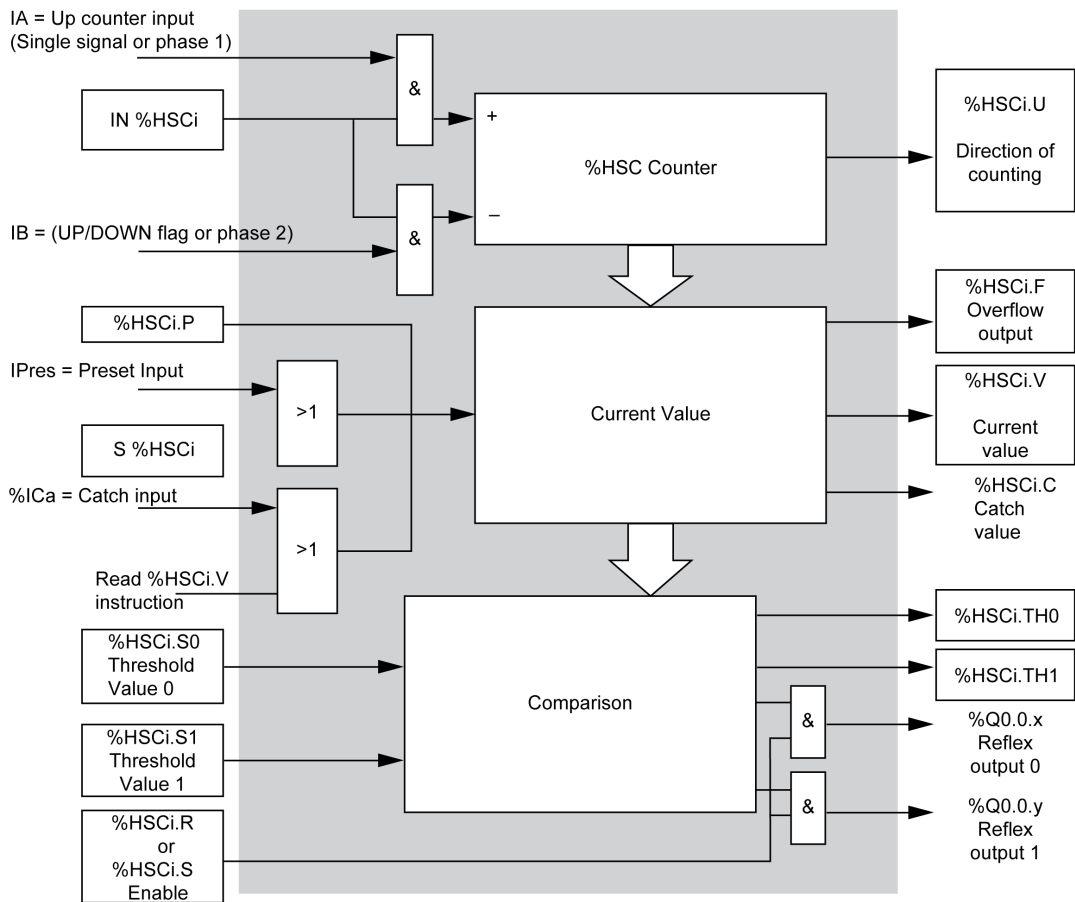 IA = Up counter input
(Single signal or phase 1)
&
IN %HSCi
+
%HSC Counter
–
%HSCi.U
Direction of
counting
IB = (UP/DOWN flag or phase 2)
&
%HSCi.P
%HSCi.F
Overflow
output
IPres = Preset Input
>1
Current Value
%HSCi.V
Current
value
S %HSCi
%ICa = Catch input
>1
%HSCi.C
Catch
value
Read %HSCi.V
instruction
%HSCi.TH0
%HSCi.S0
Threshold
Value 0
%HSCi.TH1
Comparison
&
%Q0.0.x
Reflex
output 0
%HSCi.S1
Threshold
Value 1
&
%Q0.0.y
Reflex
output 1
%HSCi.R
or
%HSCi.S
Enable